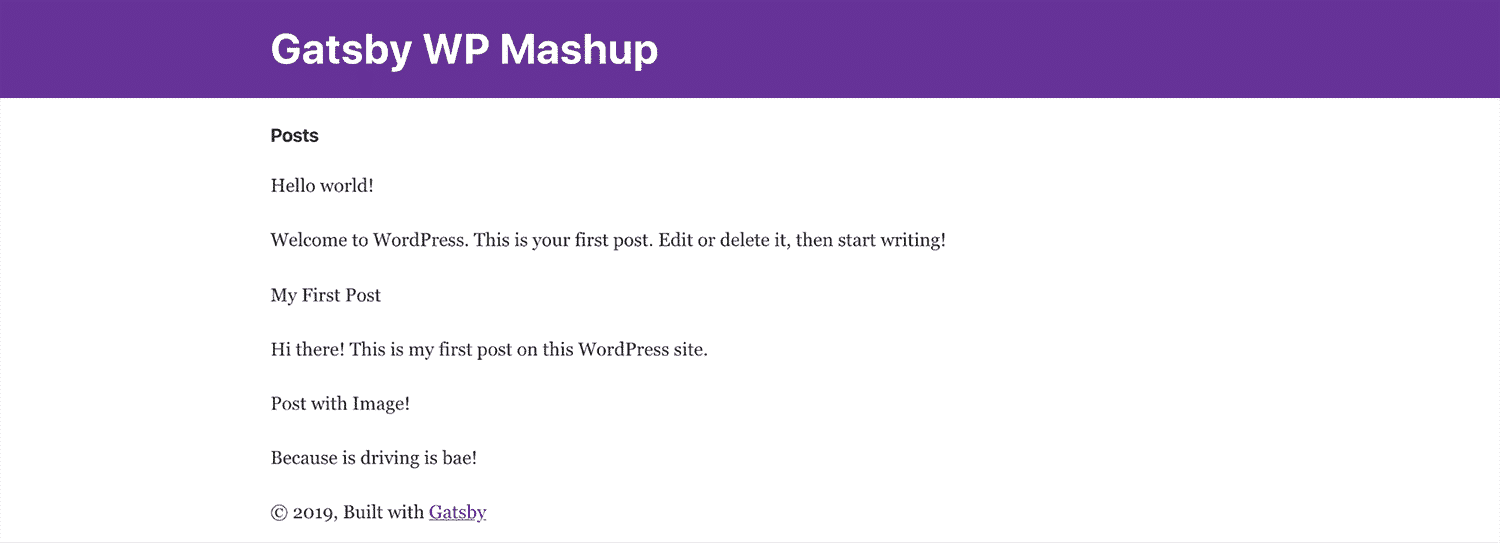 Gatsby WP Mashup
Posts
Hello world!
Welcome to WordPress. This is your first post. Edit or delete it, then start writing!
My First Post
Hi there! This is my first post on this WordPress site.
Post with Image!
Because is driving is bae!
© 2019, Built with Gatsby